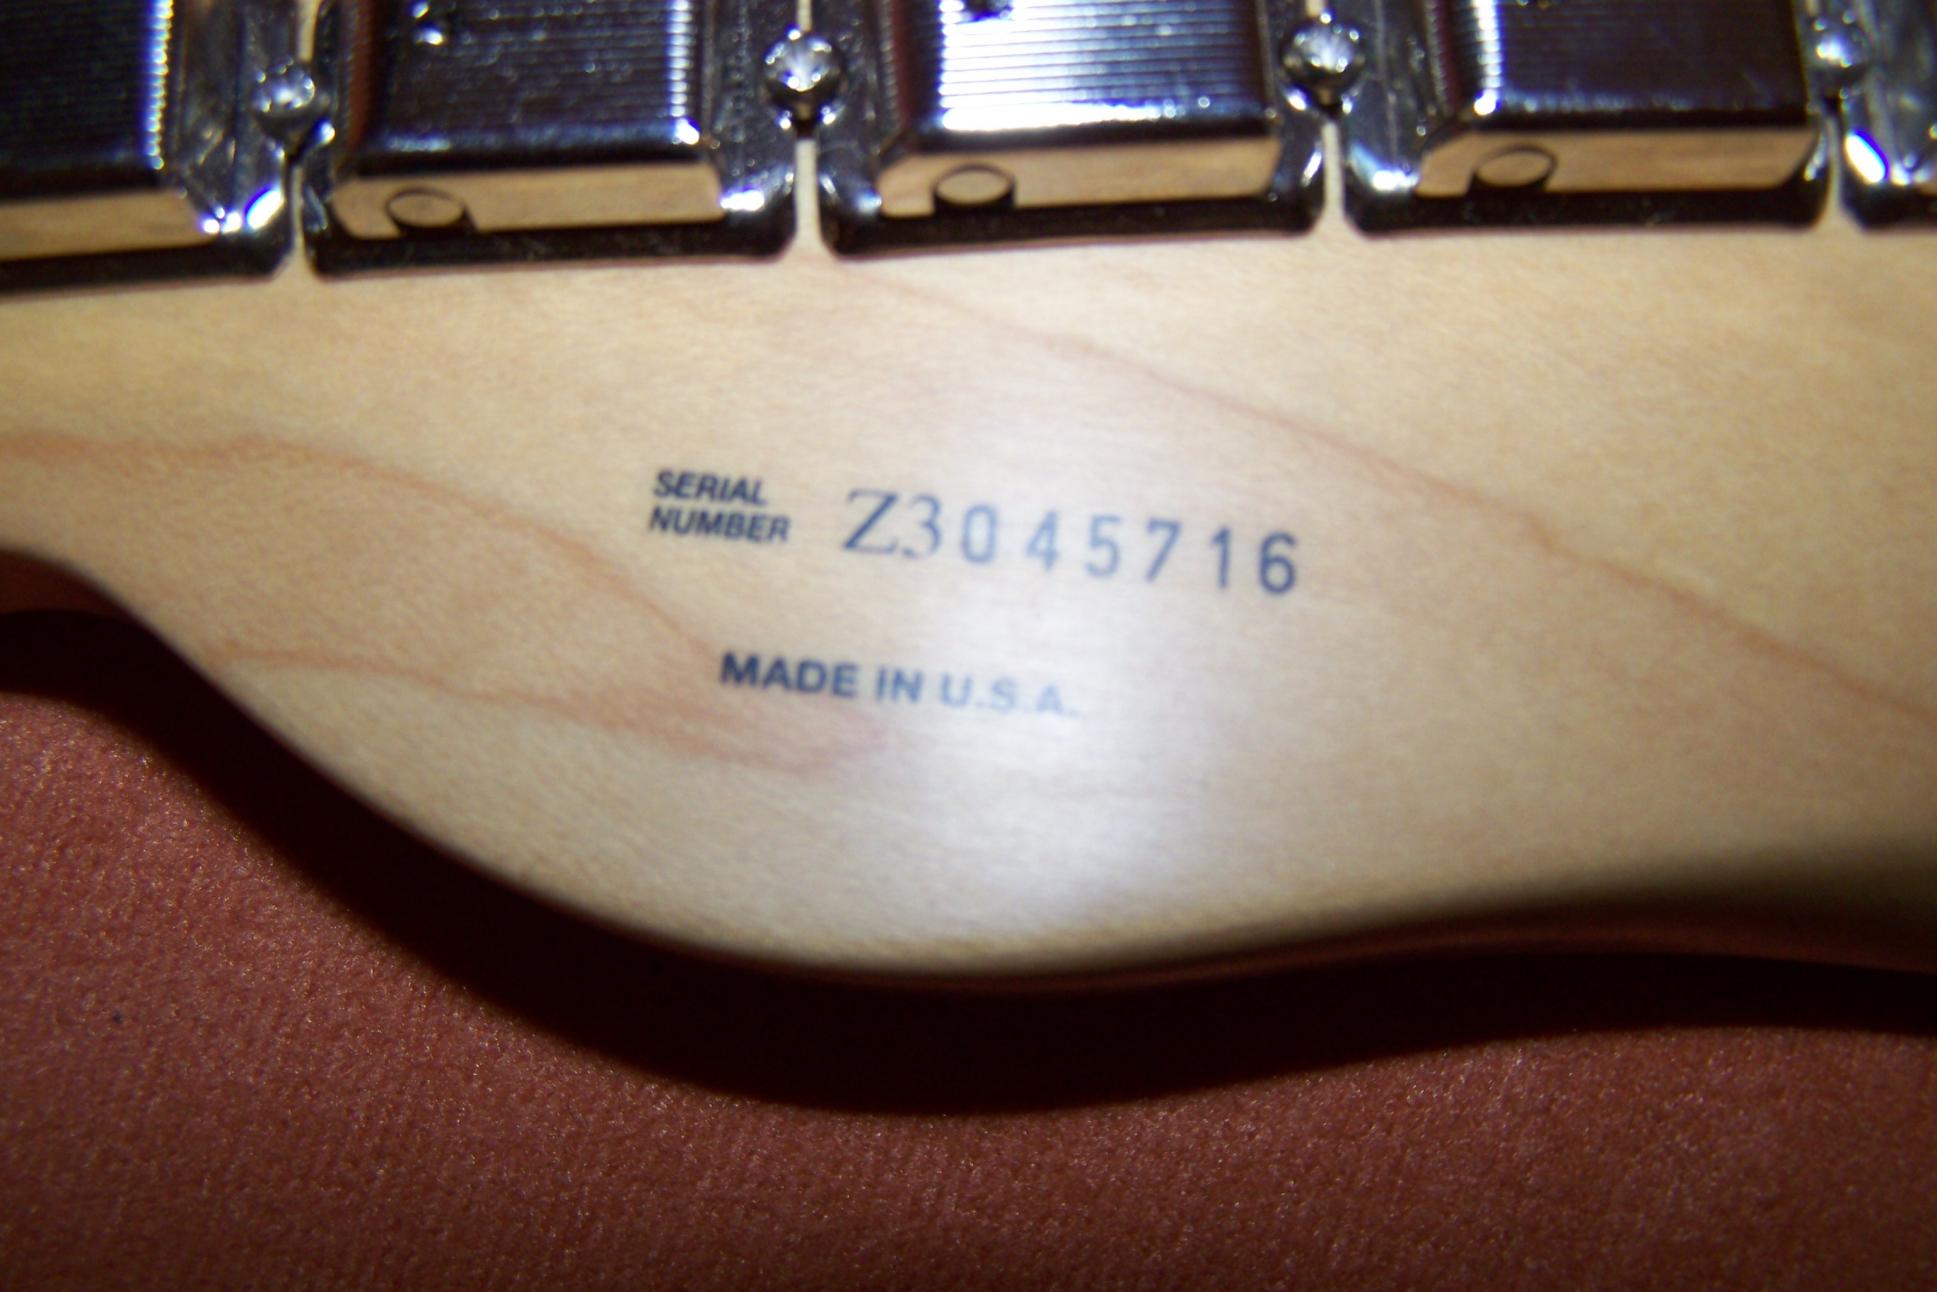 SERIAL
NUMBER Z3045716
MADE IN U.S.A.